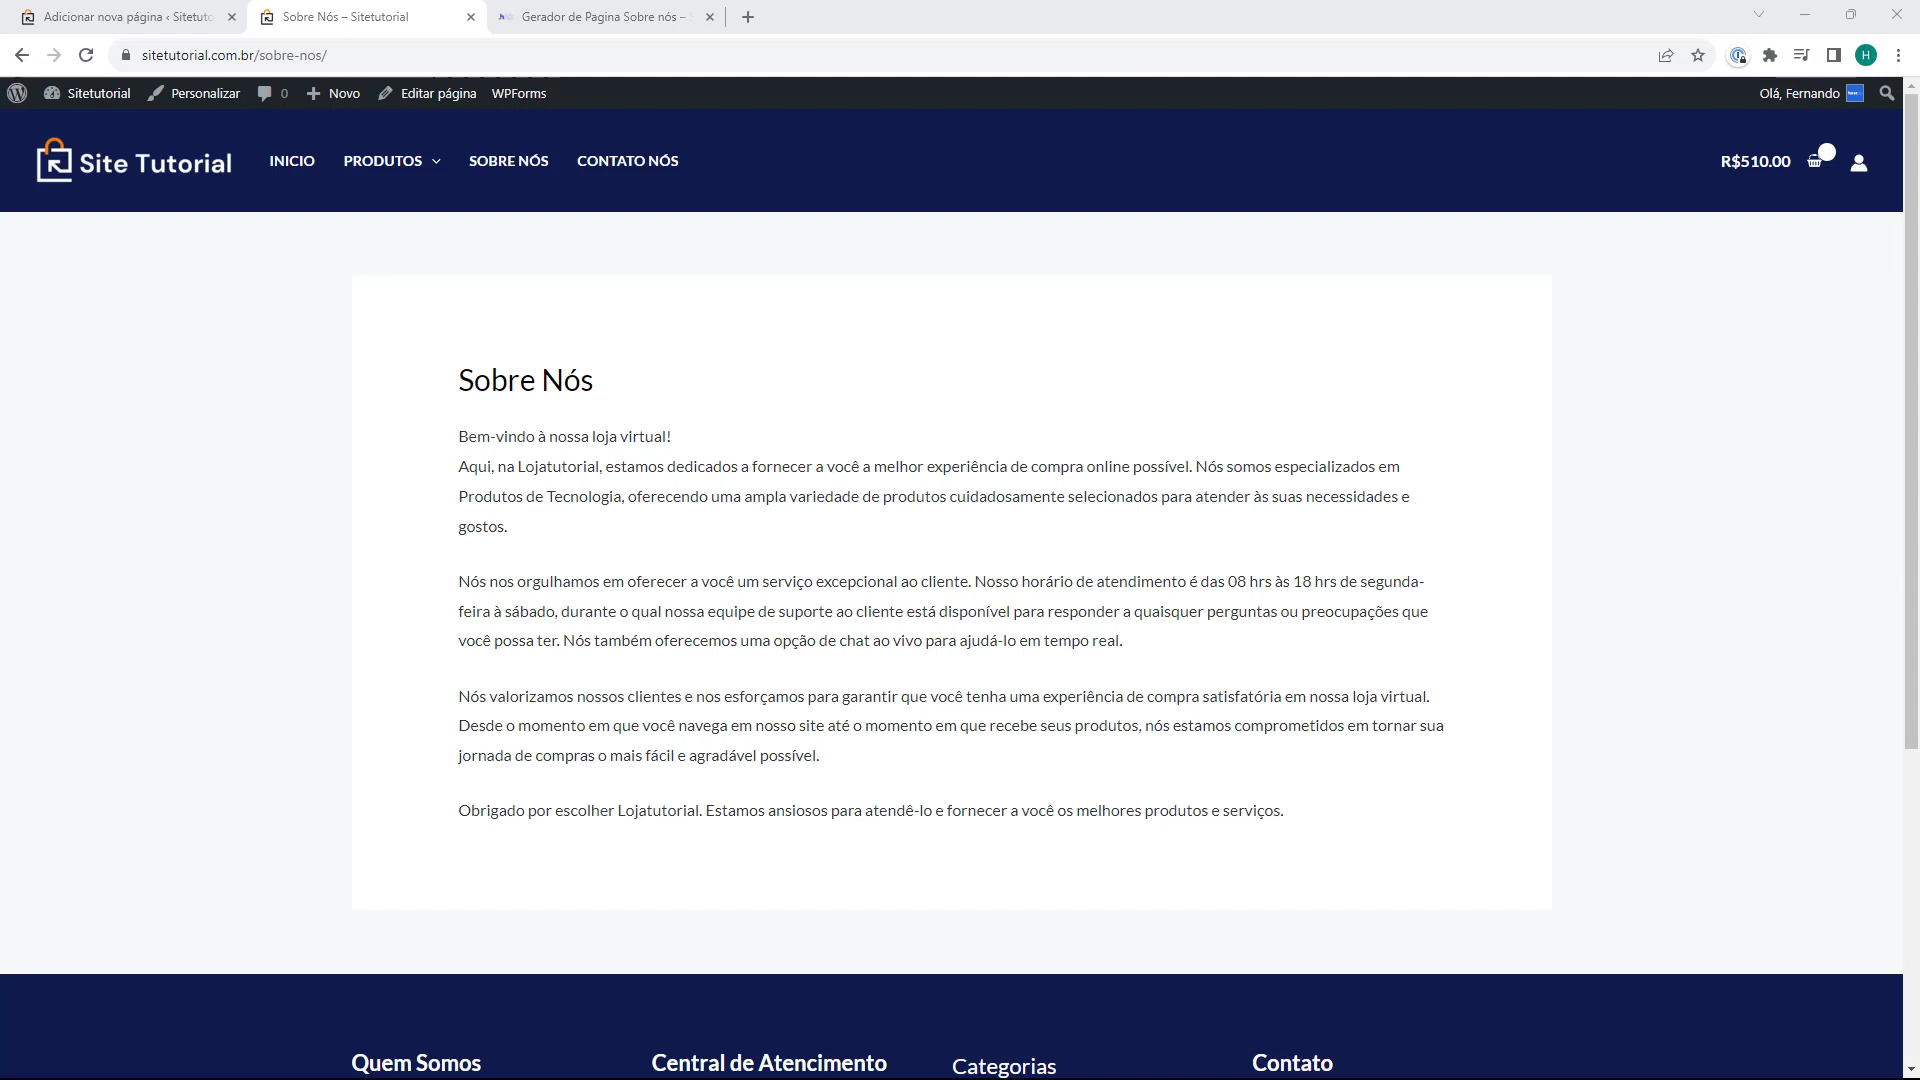 Adicionar nova página ‹ Sitetuto
Sobre Nós – Sitetutorial
Gerador de Pagina Sobre nós –
sitetutorial.com.br/sobre-nos/
H
Sitetutorial
Personalizar
0
Novo
Editar página
WPForms
Olá, Fernando
Site Tutorial
INICIO
PRODUTOS
SOBRE NÓS
CONTATO NÓS
R$510.00
Sobre Nós
Bem-vindo à nossa loja virtual!
Aqui, na Lojatutorial, estamos dedicados a fornecer a você a melhor experiência de compra online possível. Nós somos especializados em
Produtos de Tecnologia, oferecendo uma ampla variedade de produtos cuidadosamente selecionados para atender às suas necessidades e
gostos.
Nós nos orgulhamos em oferecer a você um serviço excepcional ao cliente. Nosso horário de atendimento é das 08 hrs às 18 hrs de segunda-
feira à sábado, durante o qual nossa equipe de suporte ao cliente está disponível para responder a quaisquer perguntas ou preocupações que
você possa ter. Nós também oferecemos uma opção de chat ao vivo para ajudá-lo em tempo real.
Nós valorizamos nossos clientes e nos esforçamos para garantir que você tenha uma experiência de compra satisfatória em nossa loja virtual.
Desde o momento em que você navega em nosso site até o momento em que recebe seus produtos, nós estamos comprometidos em tornar sua
jornada de compras o mais fácil e agradável possível.
Obrigado por escolher Lojatutorial. Estamos ansiosos para atendê-lo e fornecer a você os melhores produtos e serviços.
Quem Somos
Central de Atencimento
Categorias
Contato